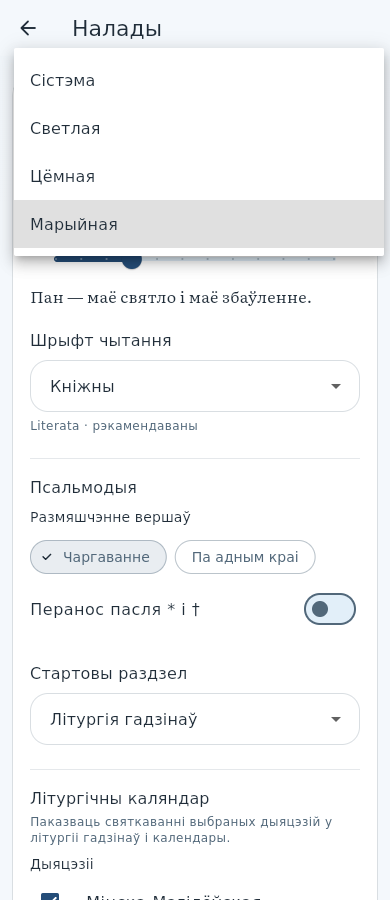 Налады
Сістэма
Светлая
Цёмная
Марыйная
Пан — маё святло і маё збаўленне.
Шрыфт чытання
Кніжны
Literata · рэкамендаваны
Псальмодыя
Размяшчэнне вершаў
Чаргаванне
Па адным краі
Перанос пасля * і †
Стартовы раздзел
Літургія гадзінаў
Літургічны каляндар
Паказваць святкаванні выбраных дыяцэзій у
літургіі гадзінаў і календары.
Дыяцэзіі